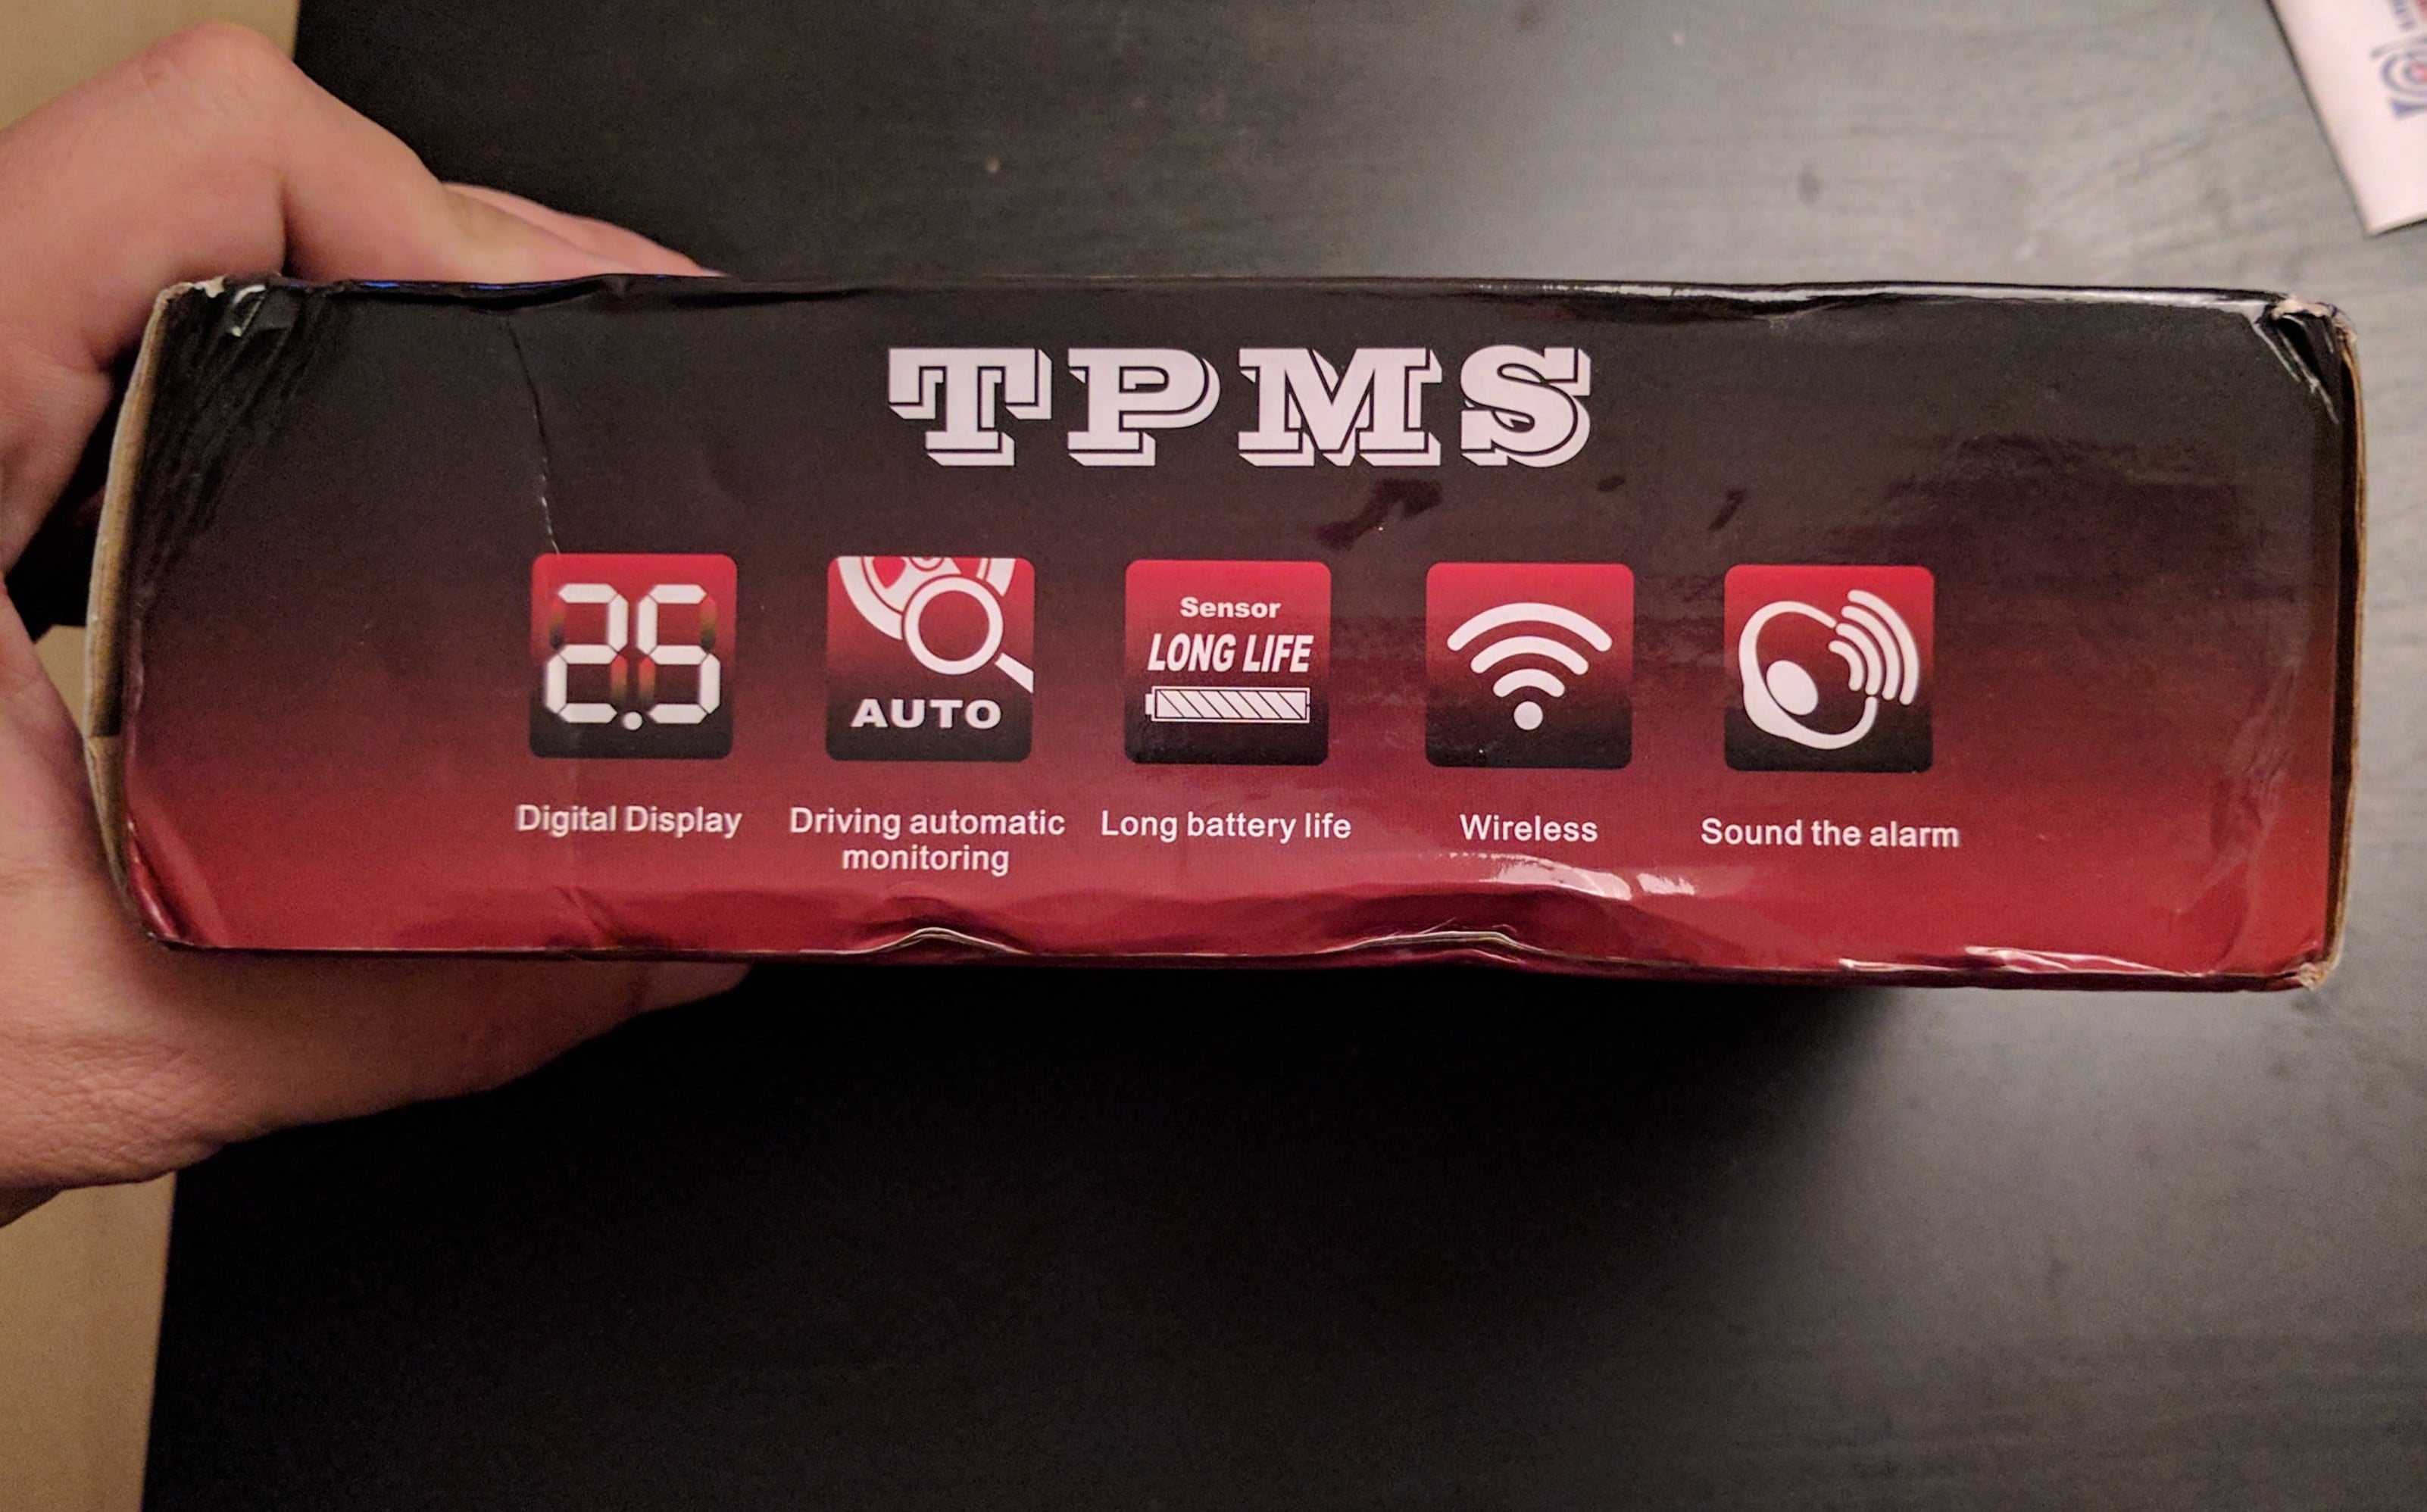 TPMS
2.5
AUTO
Sensor
LONG LIFE
Digital Display
Driving automatic
monitoring
Long battery life
Wireless
Sound the alarm